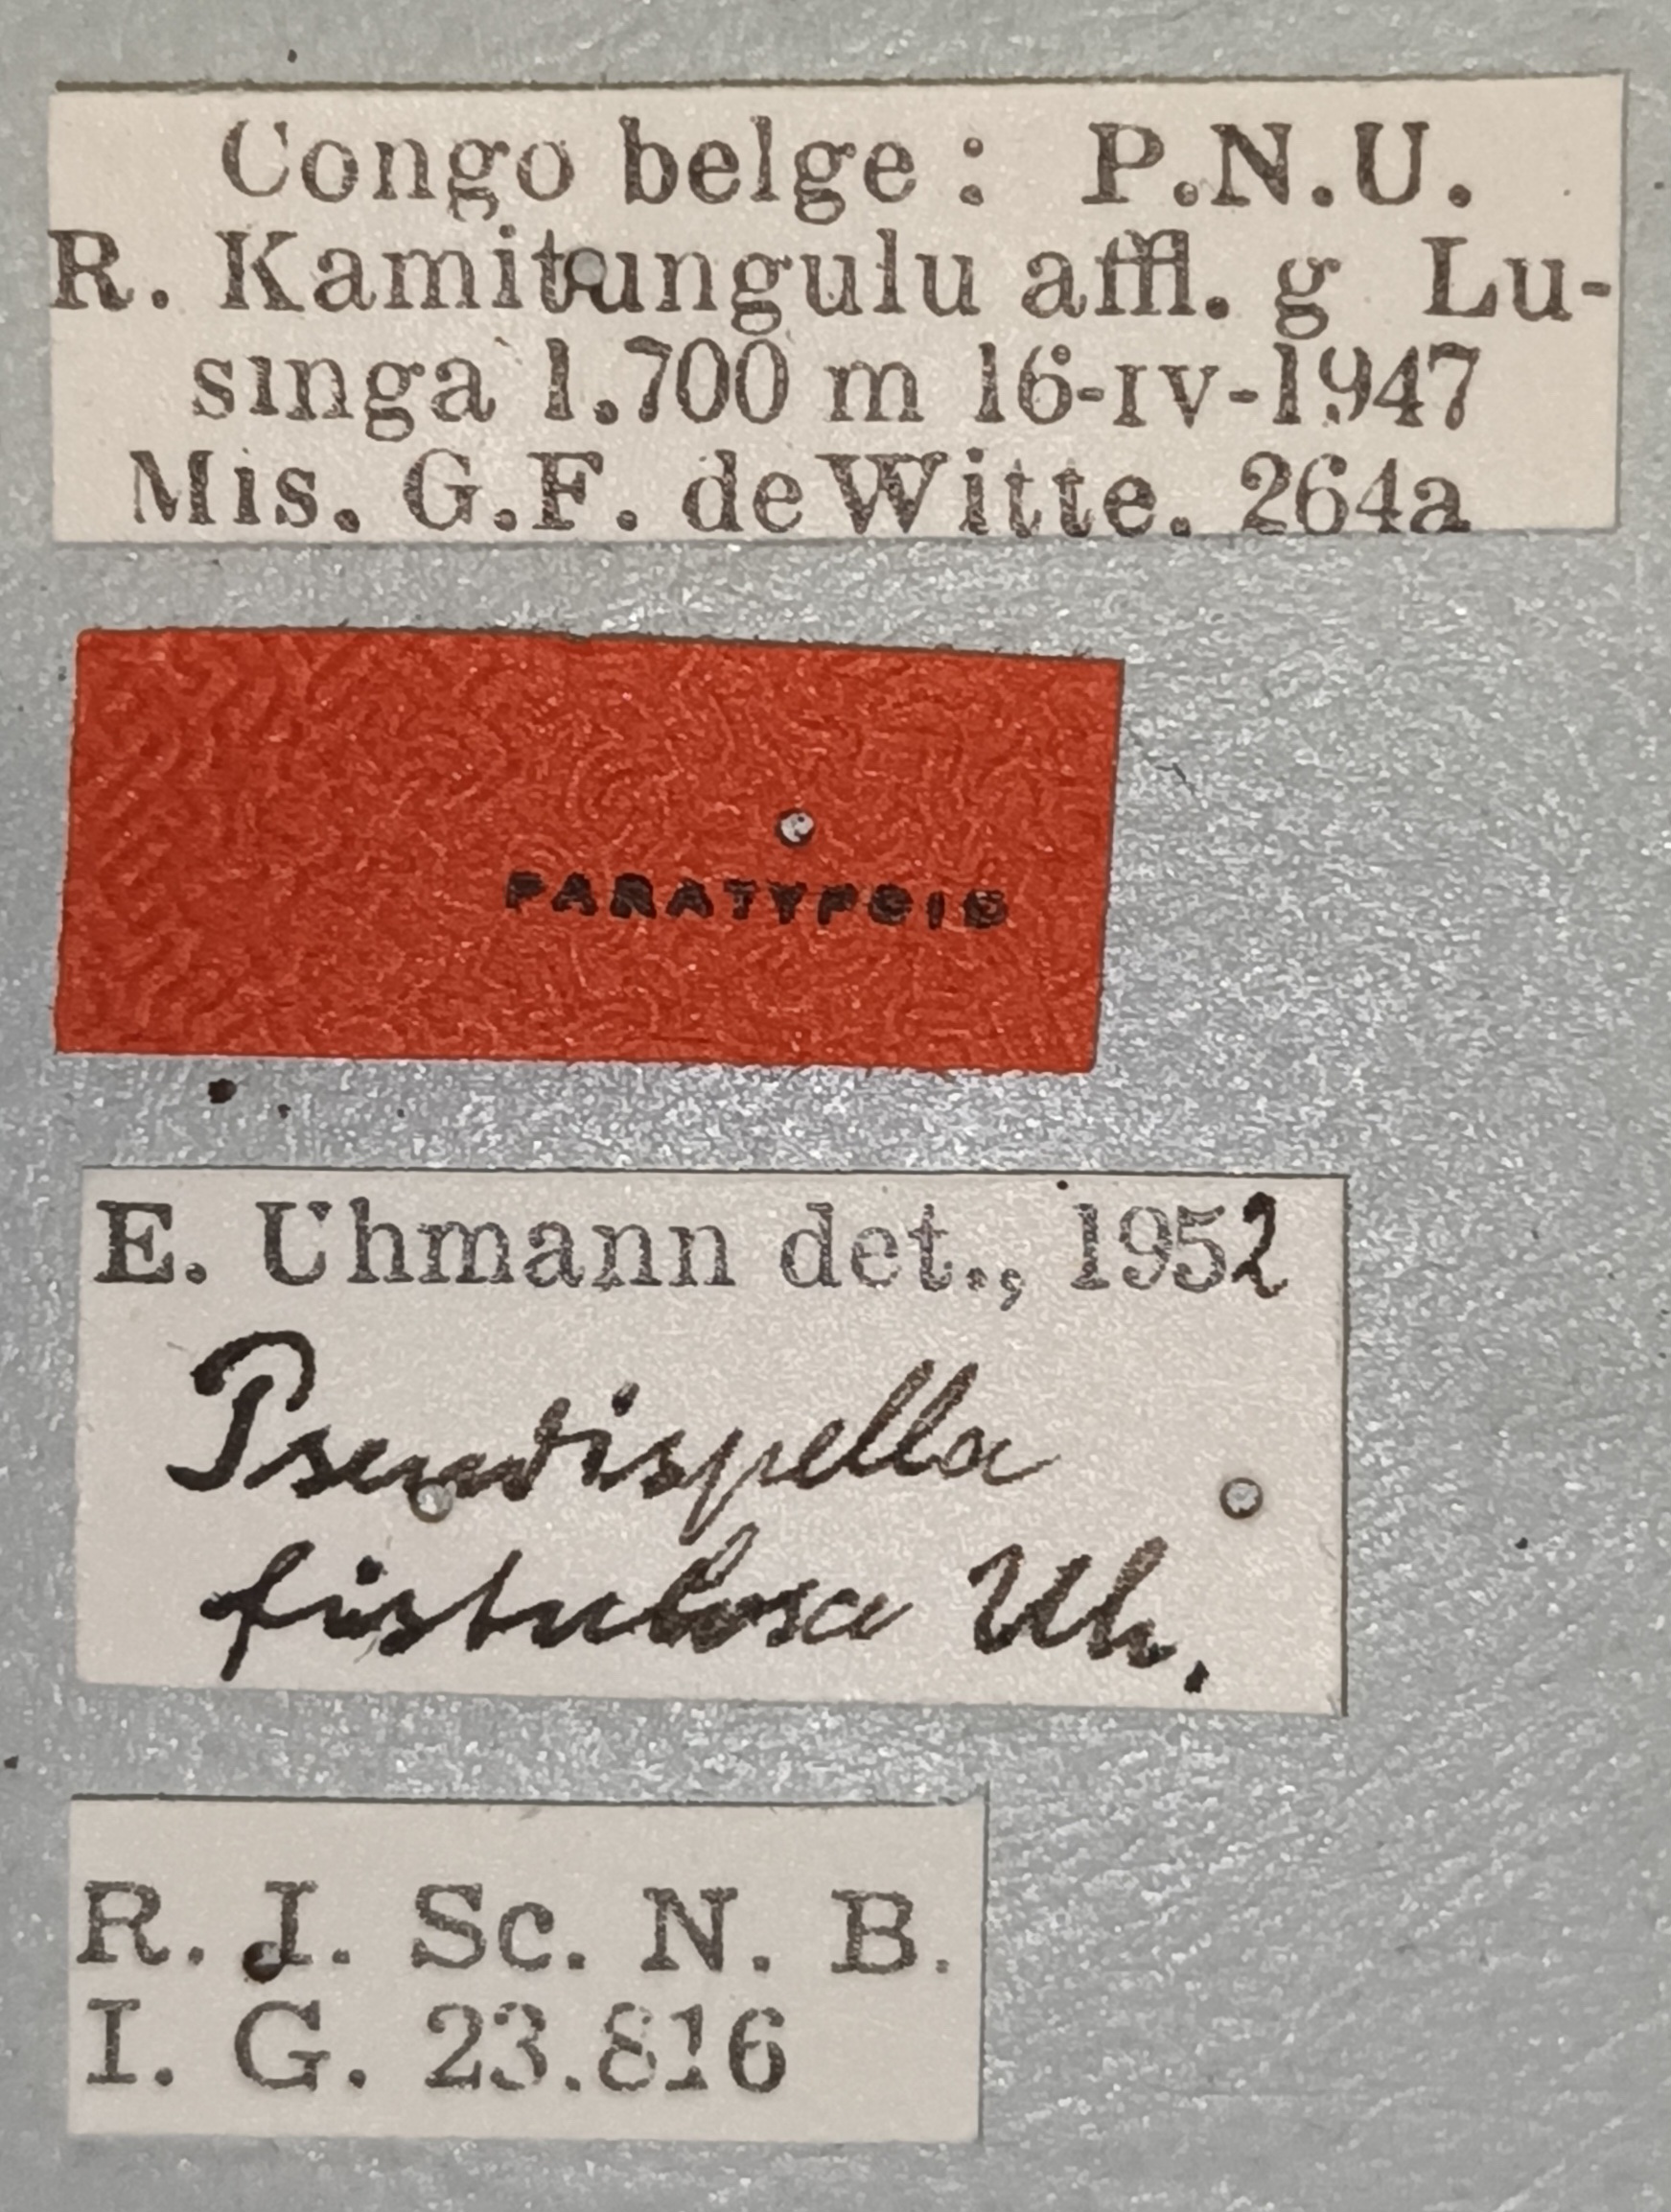 Congo belge : P.N.U.
R. Kamitungulu affl. g Lu-
singa 1.700 m 16-IV-1947
Mis. G.F. de Witte. 264a
PARATYPOIS
E. Uhmann det., 1952
Pseudispella
fistulosa Uh.
R. I. Sc. N. B.
I. G. 23.816